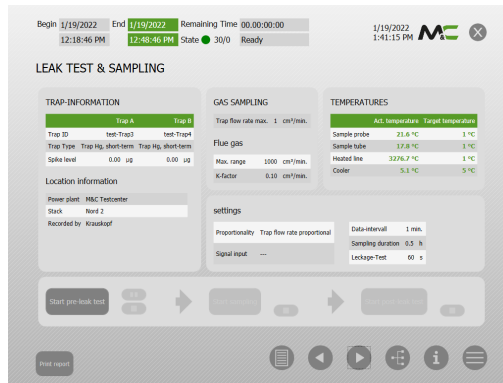 Begin 1/19/2022 End 1/19/2022 Remaining Time 00.00:00:00
12:18:46 PM 12:48:46 PM State 30/0 Ready
1/19/2022
1:41:15 PM
M&C
LEAK TEST & SAMPLING
TRAP-INFORMATION
Trap A Trap B
Trap ID test-Trap3 test-Trap4
Trap Type Trap Hg, short-term Trap Hg, short-term
Spike level 0.00 µg 0.00 µg
Location information
Power plant M&C Testcenter
Stack Nord 2
Recorded by Krauskopf
GAS SAMPLING
Trap flow rate max. 1 cm³/min.
Flue gas
Max. range 1000 cm³/min.
K-factor 0.10 cm³/min.
TEMPERATURES
Act. temperature Target temperature
Sample probe 21.6 °C 1 °C
Sample tube 17.8 °C 1 °C
Heated line 3276.7 °C 1 °C
Cooler 5.1 °C 5 °C
settings
Proportionality Trap flow rate proportional
Signal input ---
Data-intervall 1 min.
Sampling duration 0.5 h
Leckage-Test 60 s
Start pre-leak test
Print report